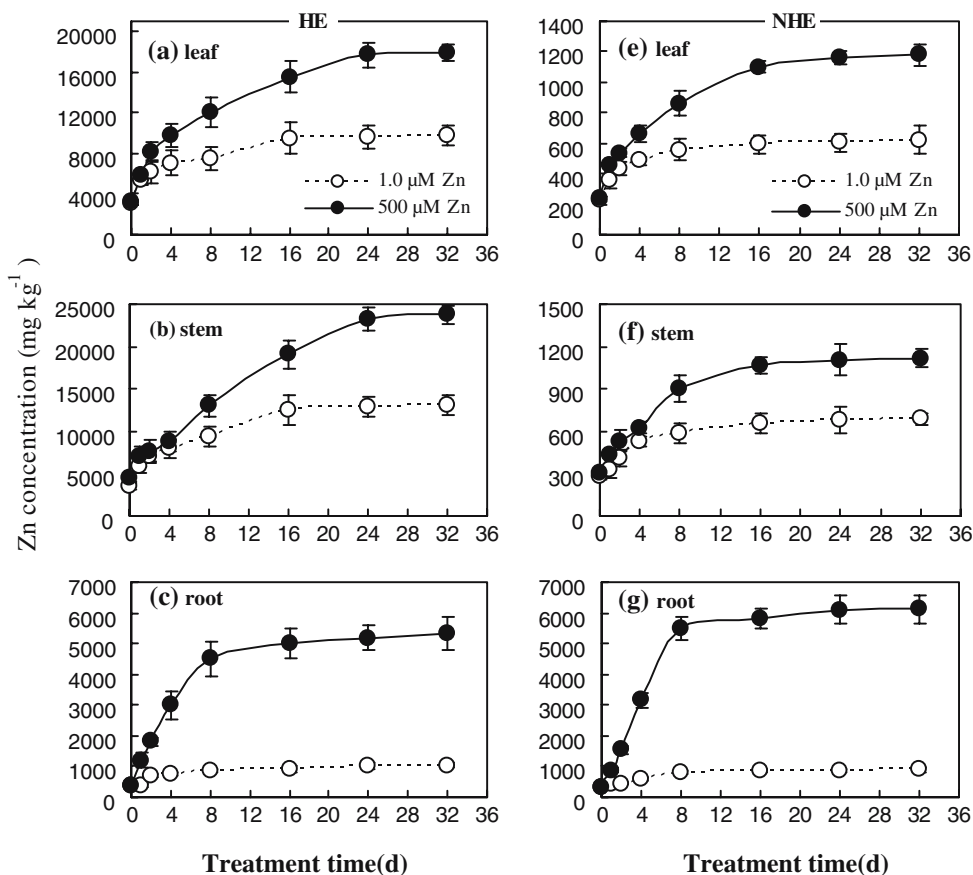 HE
NHE
(a) leaf
20000
16000
12000
8000
4000
0
1.0 µM Zn
500 µM Zn
0 4 8 12 16 20 24 28 32 36
(e) leaf
1400
1200
1000
800
600
400
200
0
1.0 µM Zn
500 µM Zn
0 4 8 12 16 20 24 28 32 36
Zn concentration (mg kg-1 )
(b) stem
25000
20000
15000
10000
5000
0
0 4 8 12 16 20 24 28 32 36
(f) stem
1500
1200
900
600
300
0
0 4 8 12 16 20 24 28 32 36
(c) root
7000
6000
5000
4000
3000
2000
1000
0
0 4 8 12 16 20 24 28 32 36
Treatment time(d)
(g) root
7000
6000
5000
4000
3000
2000
1000
0
0 4 8 12 16 20 24 28 32 36
Treatment time(d)